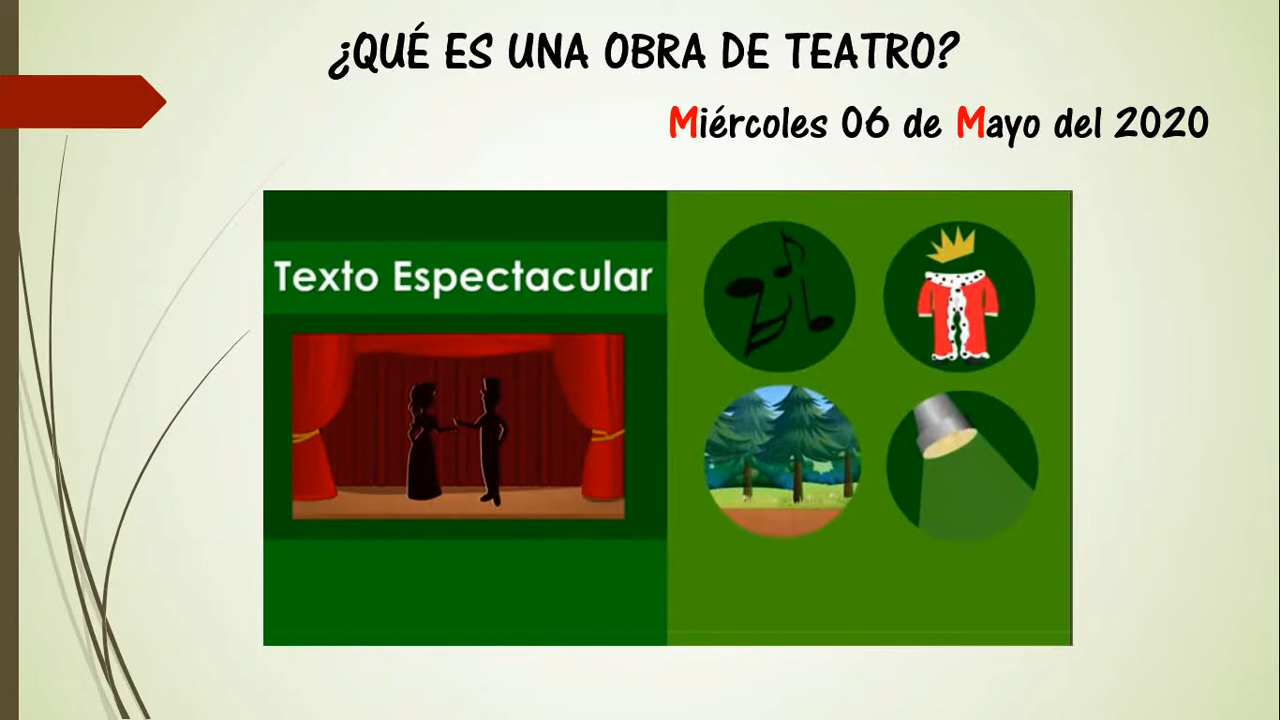 ¿QUÉ ES UNA OBRA DE TEATRO?
Miércoles 06 de Mayo del 2020
Texto Espectacular